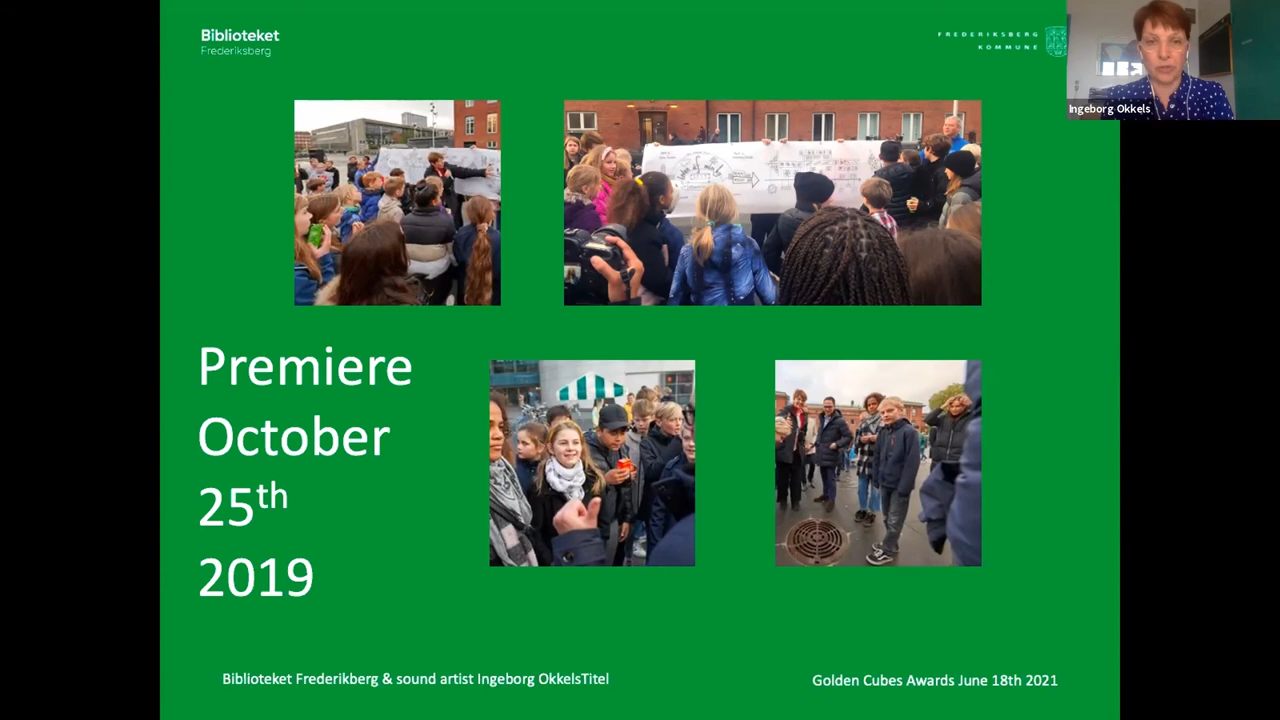 Biblioteket
Frederiksberg
FREDERIKSBERG
KOMMUNE
Ingeborg Okkels
Premiere
October
25th
2019
Biblioteket Frederikberg & sound artist Ingeborg OkkelsTitel
Golden Cubes Awards June 18th 2021